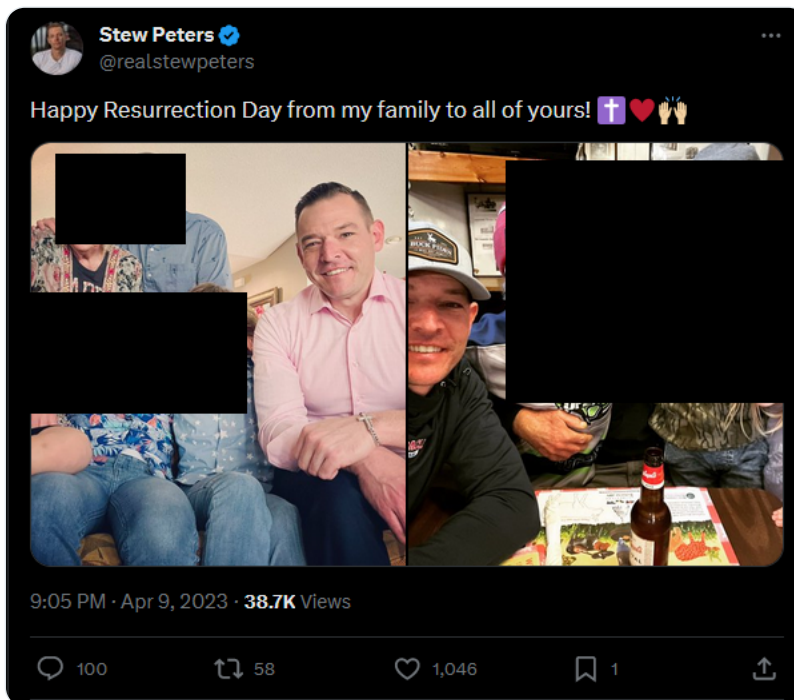 Stew Peters
@realstewpeters
Happy Resurrection Day from my family to all of yours! ✝️❤️🙌🏼
BUCK FIDEN
9:05 PM · Apr 9, 2023 · 38.7K Views
100
58
1,046
1